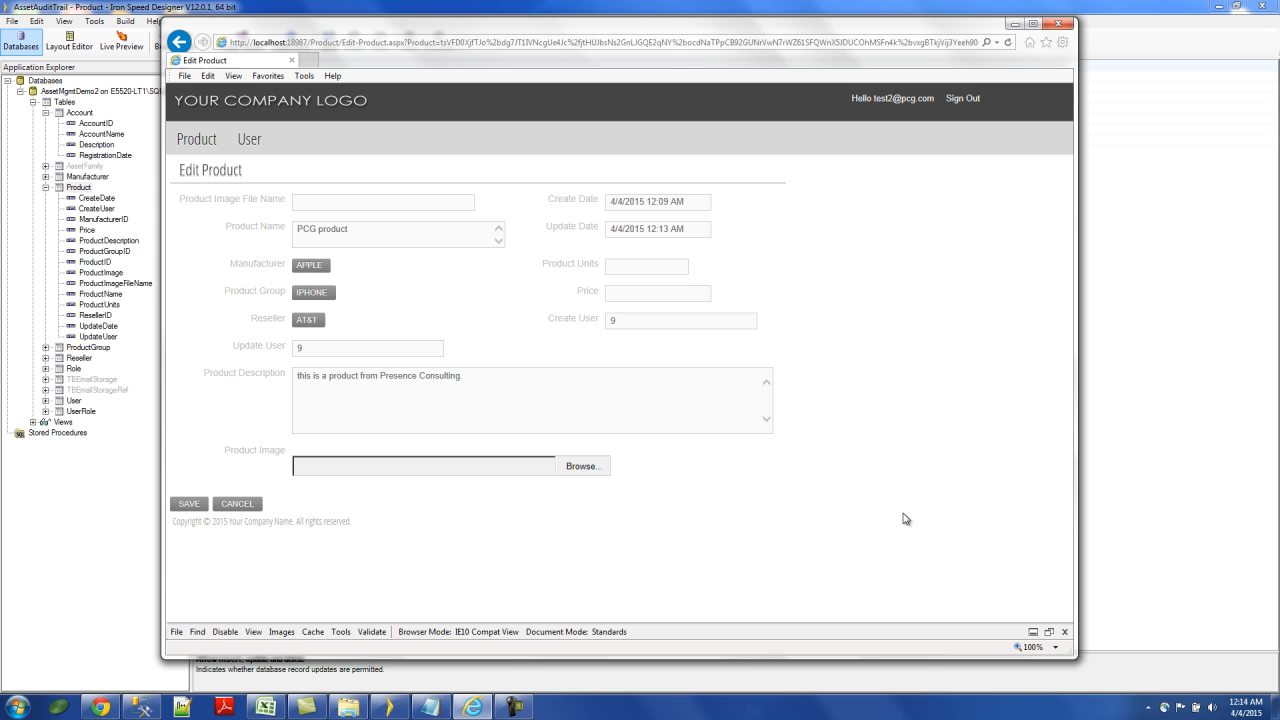 AssetAuditTrail - Product - Iron Speed Designer V12.0.1, 64 bit
File Edit View Tools Build Help
Databases Layout Editor Live Preview
Application Explorer
Databases
AssetMgmtDemo2 on E5520-LT1\SQ
Tables
Account
AccountID
AccountName
Description
RegistrationDate
AssetFamily
Manufacturer
Product
CreateDate
CreateUser
ManufacturerID
Price
ProductDescription
ProductGroupID
ProductID
ProductImage
ProductImageFileName
ProductName
ProductUnits
ResellerID
UpdateDate
UpdateUser
ProductGroup
Reseller
Role
TBEmailStorage
TBEmailStorageRef
User
UserRole
Views
Stored Procedures
Edit Product
File Edit View Favorites Tools Help
YOUR COMPANY LOGO
Hello test2@pcg.com Sign Out
Product User
Edit Product
Product Image File Name
Create Date 4/4/2015 12:09 AM
Product Name PCG product
Update Date 4/4/2015 12:13 AM
Manufacturer APPLE
Product Units
Product Group IPHONE
Price
Reseller AT&T
Create User 9
Update User 9
Product Description this is a product from Presence Consulting.
Product Image
Browse...
SAVE CANCEL
Copyright © 2015 Your Company Name. All rights reserved.
File Find Disable View Images Cache Tools Validate Browser Mode: IE10 Compat View Document Mode: Standards
100%
Indicates whether database record updates are permitted.
12:14 AM
4/4/2015